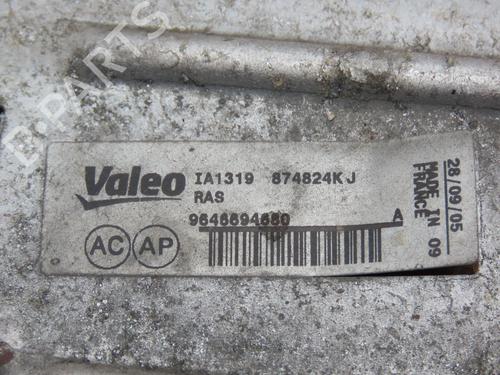 B-PARTS
Valeo IA1319 874824KJ
RAS
9646694680 A
AC AP
28/09/05
MADE IN 09
FRANCE